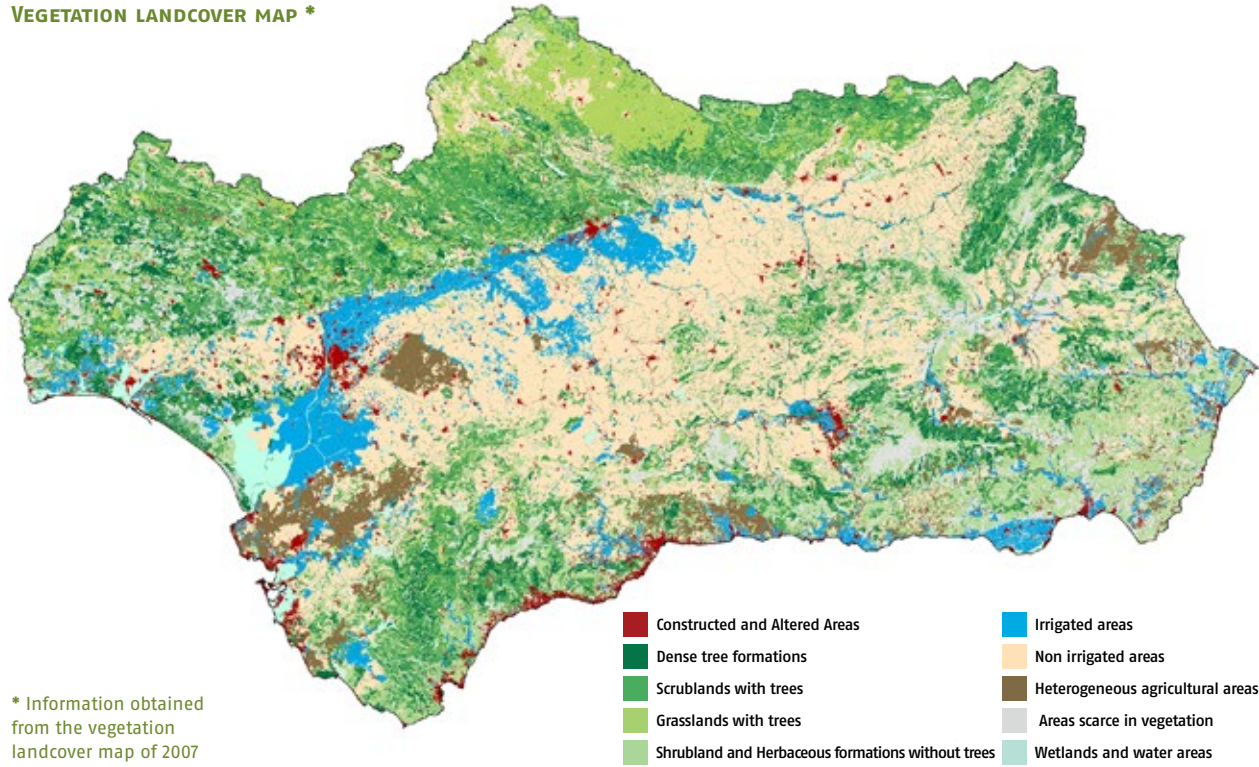 VEGETATION LANDCOVER MAP *
Constructed and Altered Areas
Dense tree formations
Scrublands with trees
Grasslands with trees
Shrubland and Herbaceous formations without trees
Irrigated areas
Non irrigated areas
Heterogeneous agricultural areas
Areas scarce in vegetation
Wetlands and water areas
* Information obtained
from the vegetation
landcover map of 2007